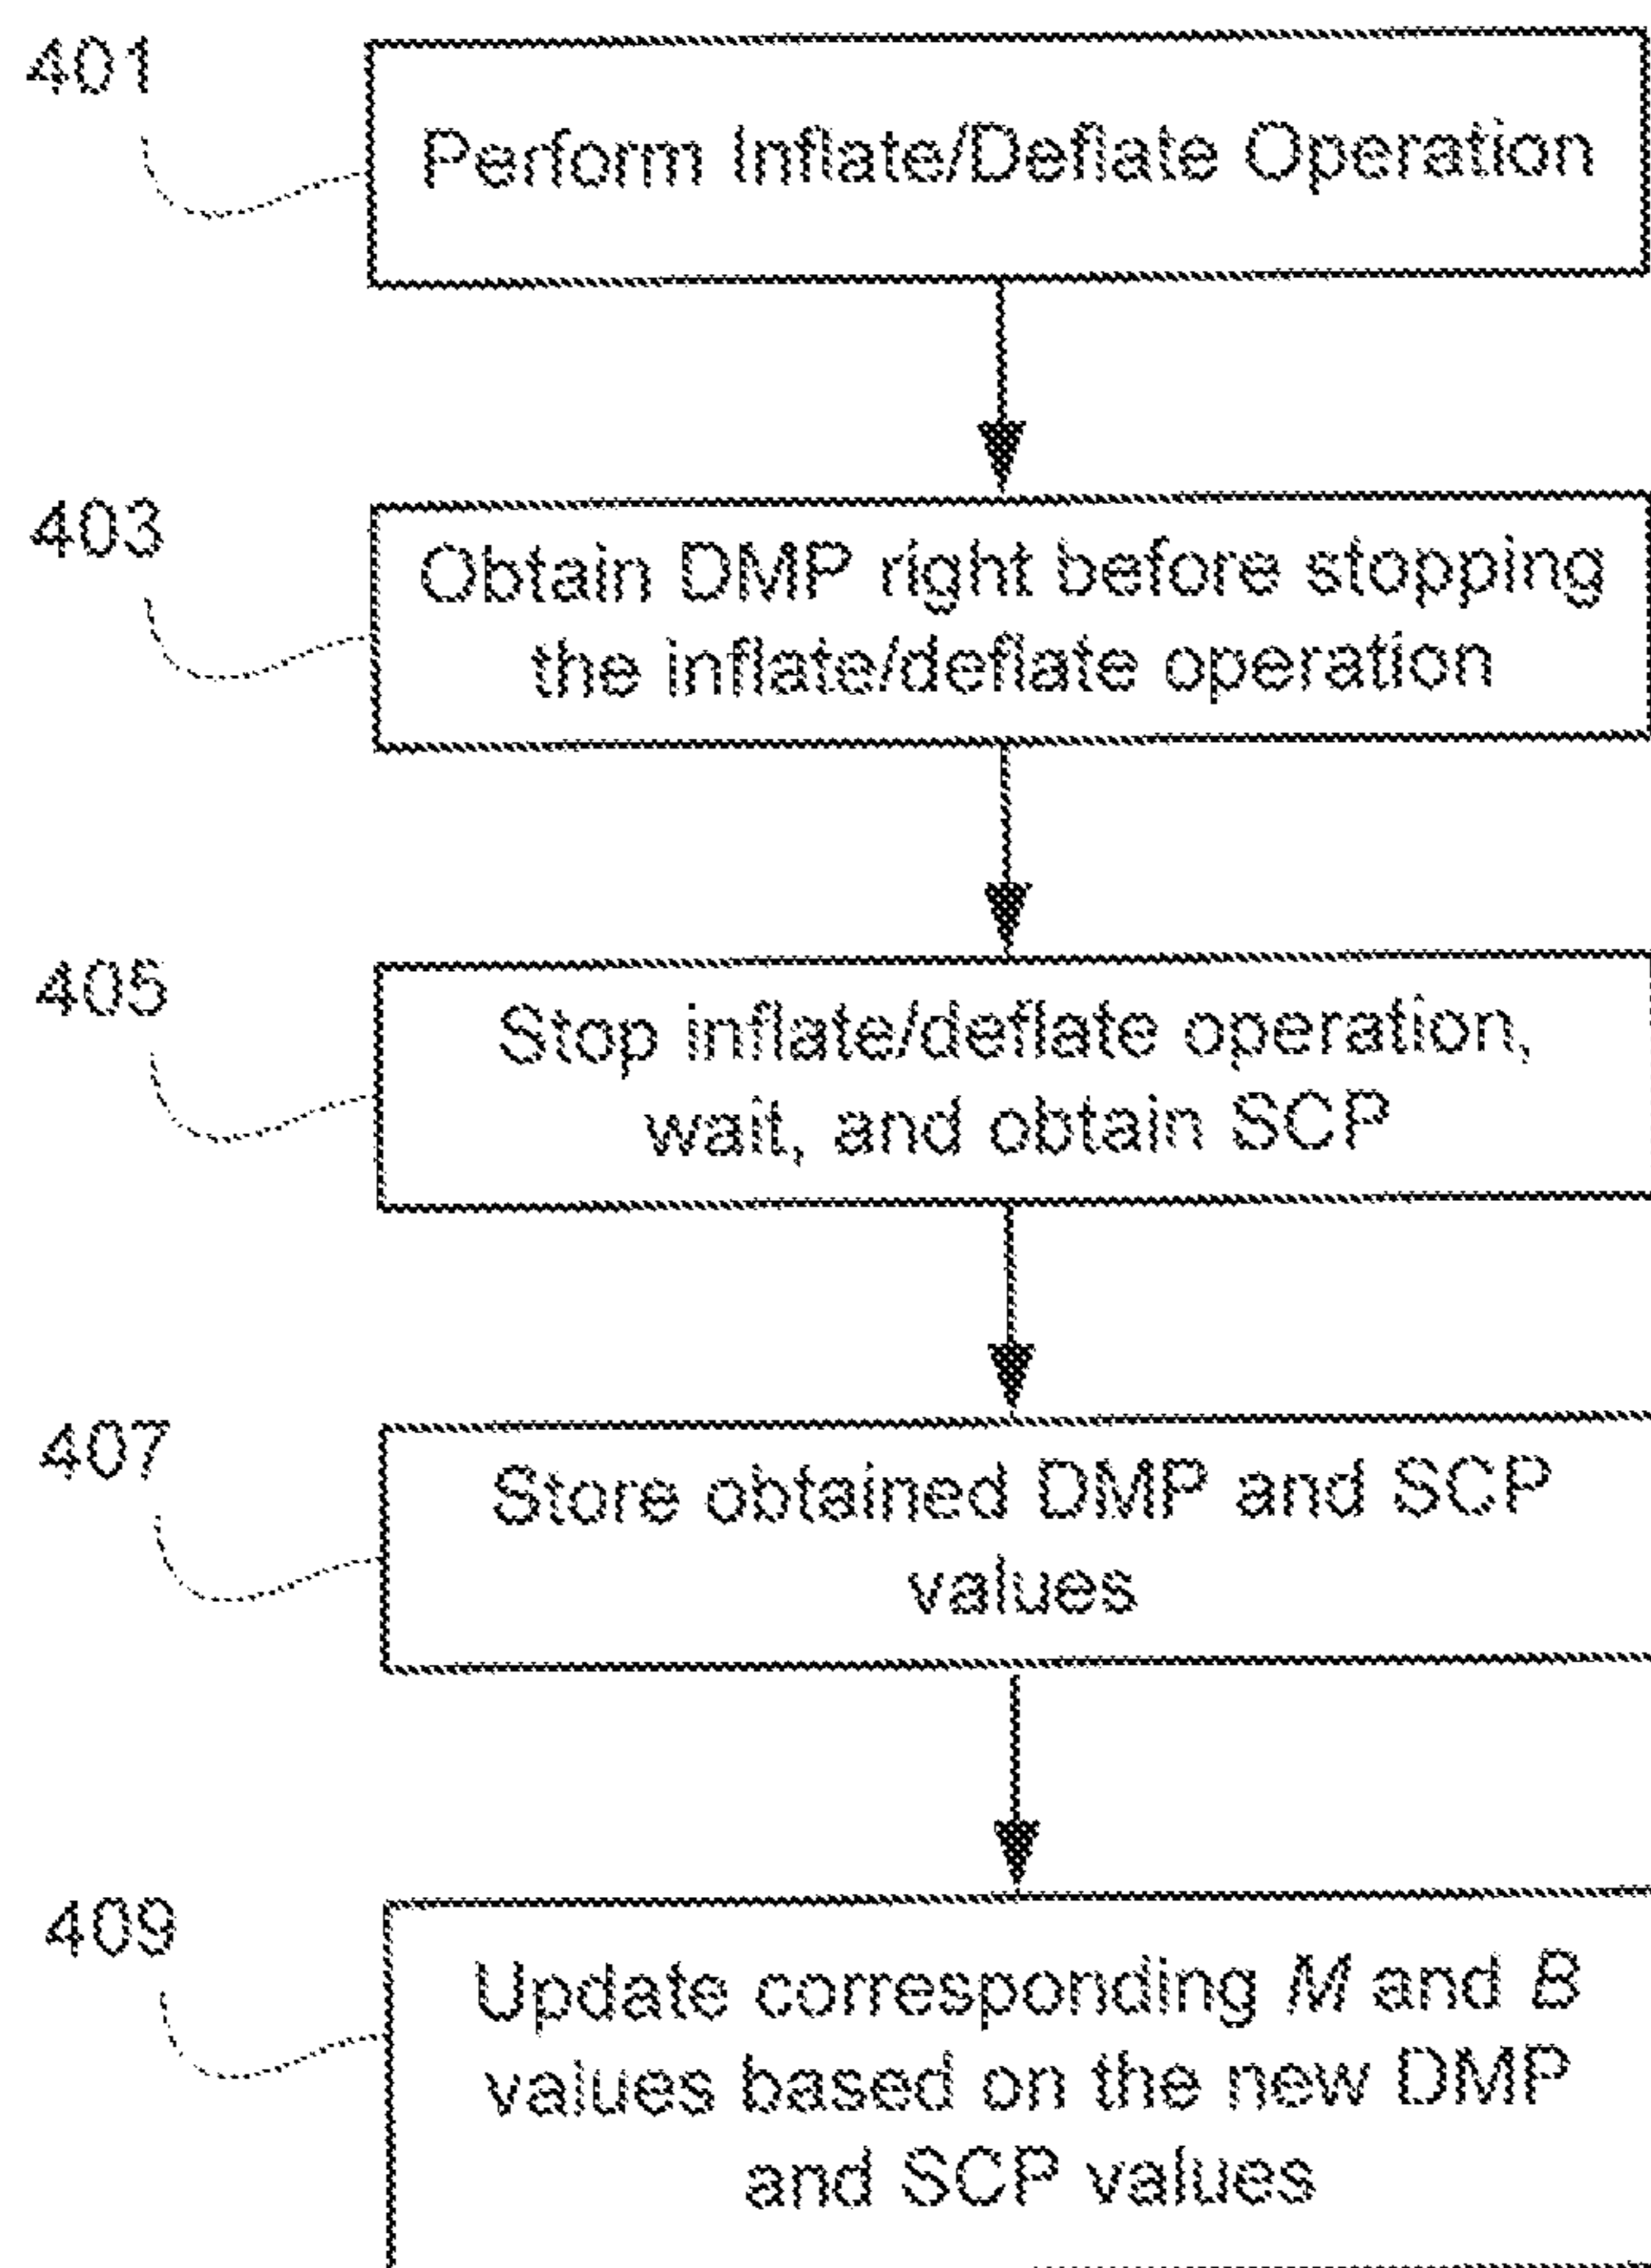 401
Perform Inflate/Deflate Operation
403
Obtain DMP right before stopping
the inflate/deflate operation
405
Stop inflate/deflate operation,
wait, and obtain SCP
407
Store obtained DMP and SCP
values
409
Update corresponding M and B
values based on the new DMP
and SCP values